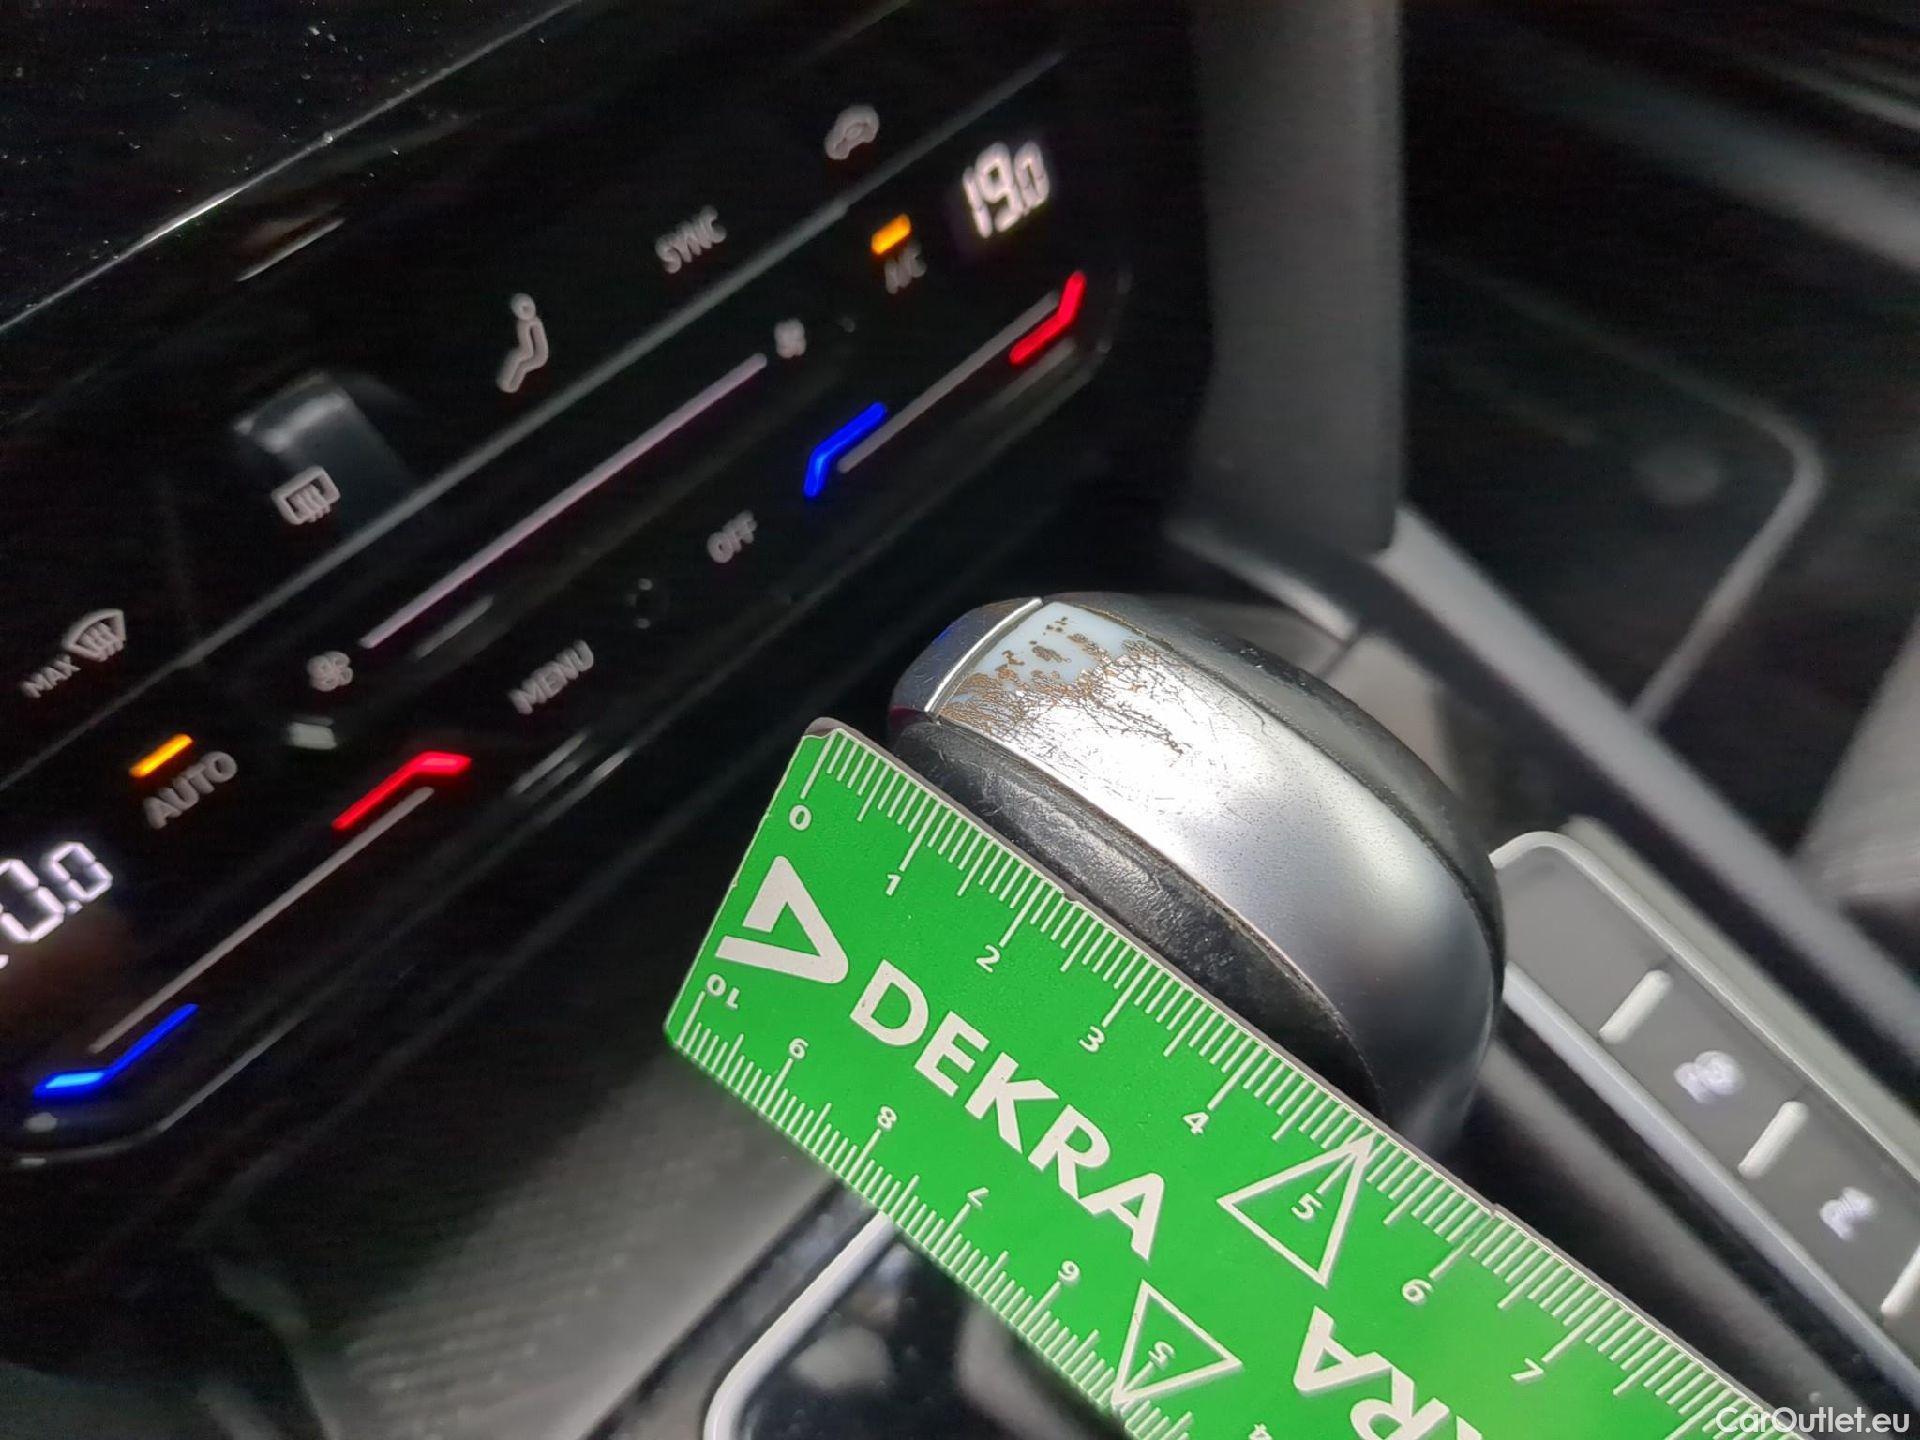 19.0
A/C
SYNC
OFF
MAX
MENU
AUTO
0 1 2 3 4 5 6 7
DEKRA
10 9 8 7 6 5 4
DEKRA
CarOutlet.eu